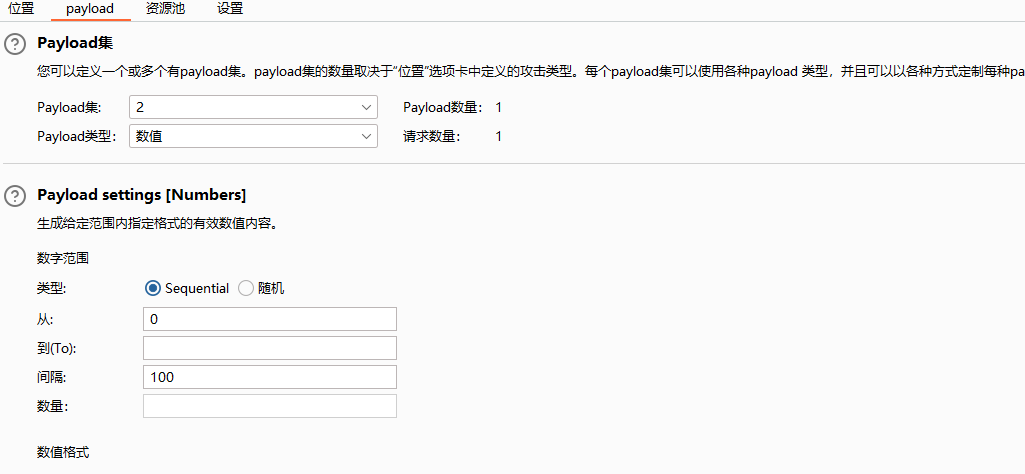 位置 payload 资源池 设置
Payload集
您可以定义一个或多个有payload集。payload集的数量取决于“位置”选项卡中定义的攻击类型。每个payload集可以使用各种payload 类型，并且可以以各种方式定制每种pa
Payload集: 2 Payload数量： 1
Payload类型： 数值 请求数量： 1
Payload settings [Numbers]
生成给定范围内指定格式的有效数值内容。
数字范围
类型: Sequential 随机
从: 0
到(To):
间隔: 100
数量：
数值格式